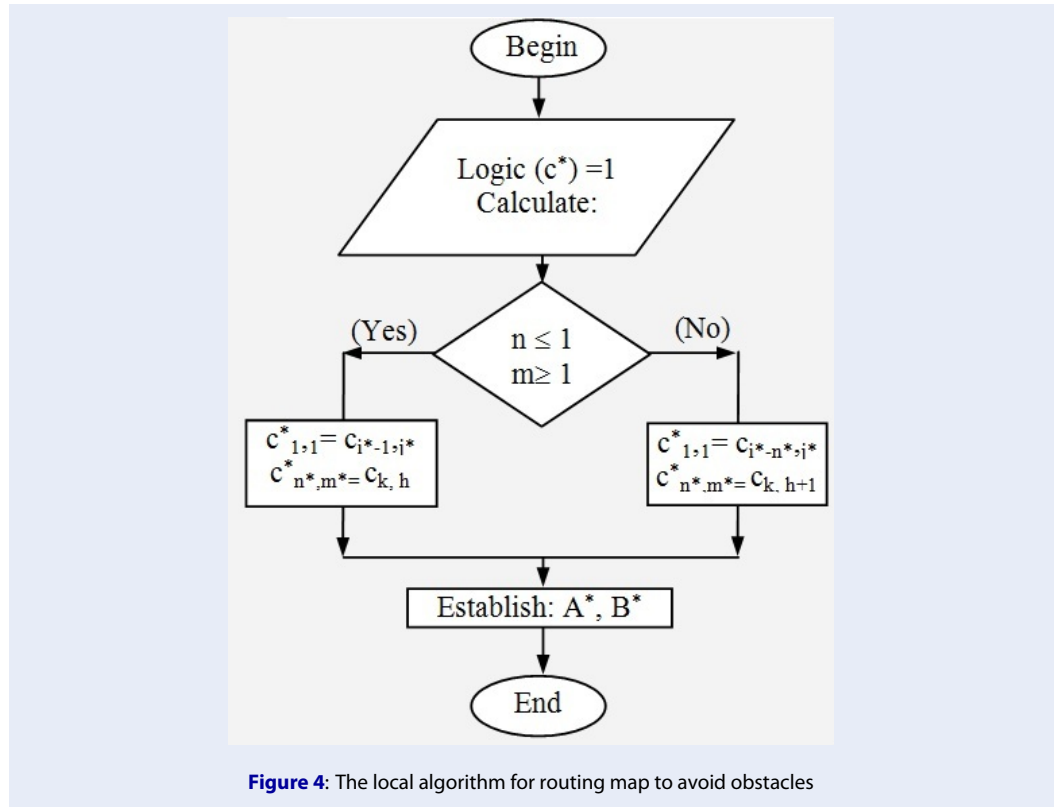 Begin
Logic (c*) =1
Calculate:
(Yes)
(No)
n ≤ 1
m≥ 1
c*1,1= ci*-1,j*
c*n*,m*= ck, h
c*1,1= ci*-n*,j*
c*n*.m*= ck. h+1
Establish: A*, B*
End
Figure 4: The local algorithm for routing map to avoid obstacles